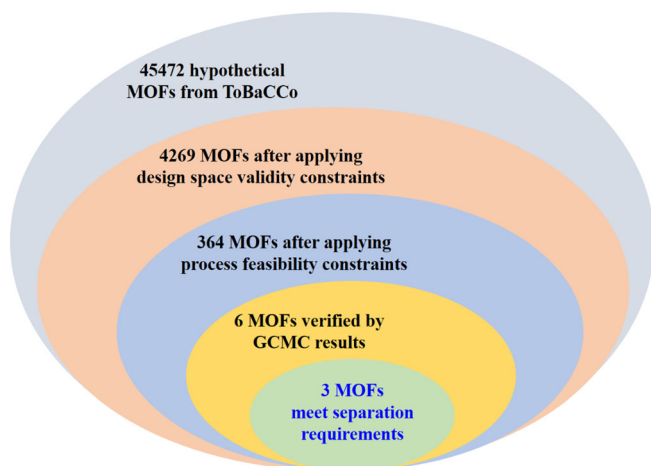 45472 hypothetical
MOFs from ToBaCCo
4269 MOFs after applying
design space validity constraints
364 MOFs after applying
process feasibility constraints
6 MOFs verified by
GCMC results
3 MOFs
meet separation
requirements